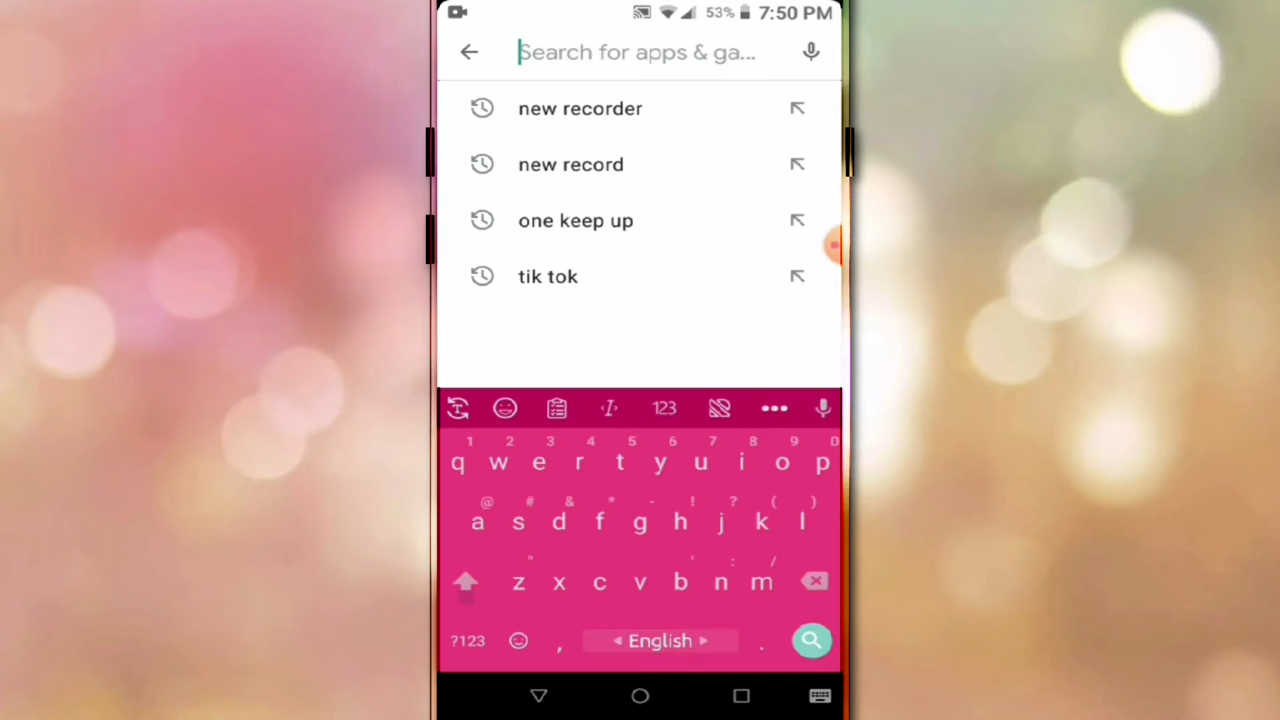 53% 7:50 PM
Search for apps & ga...
new recorder
new record
one keep up
tik tok
T I 123
1 2 3 4 5 6 7 8 9 0
q w e r t y u i o p
@ # & * - ! ? ( )
a s d f g h j k l
" ' : /
z x c v b n m
?123 , English .